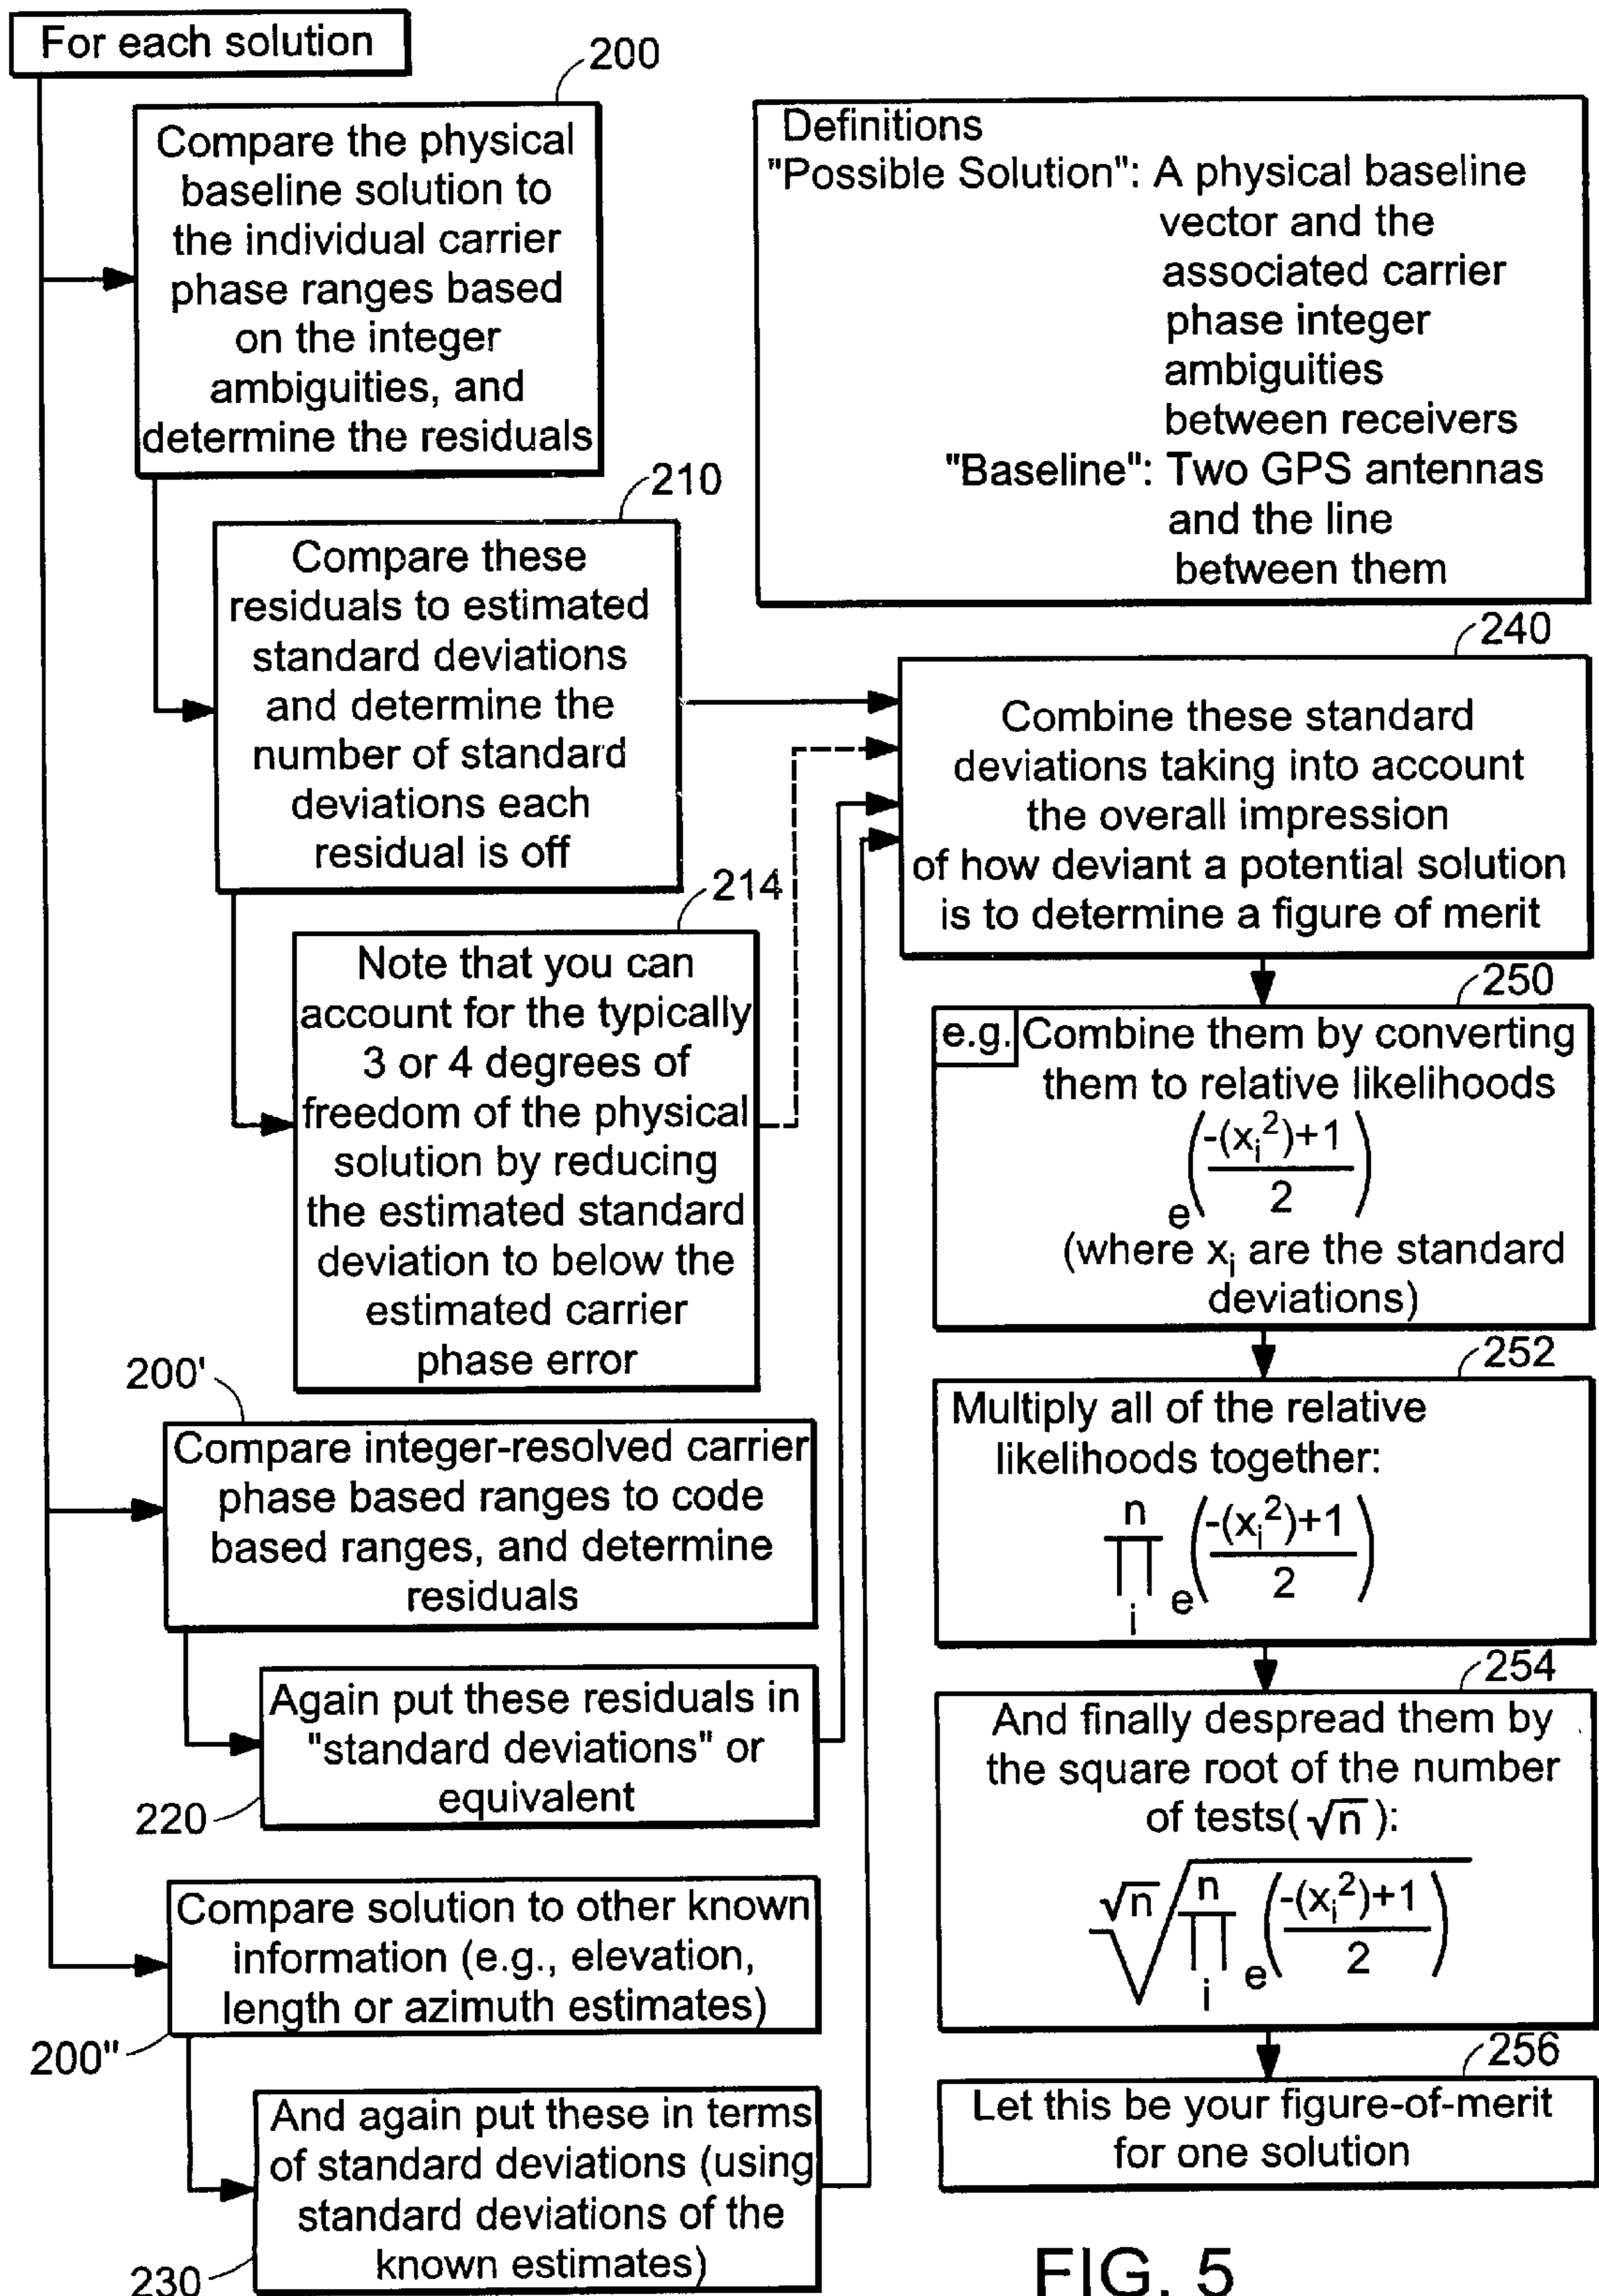 For each solution
200
Compare the physical
baseline solution to
the individual carrier
phase ranges based
on the integer
ambiguities, and
determine the residuals
210
Compare these
residuals to estimated
standard deviations
and determine the
number of standard
deviations each
residual is off
214
Note that you can
account for the typically
3 or 4 degrees of
freedom of the physical
solution by reducing
the estimated standard
deviation to below the
estimated carrier
phase error
200'
Compare integer-resolved carrier
phase based ranges to code
based ranges, and determine
residuals
Again put these residuals in
"standard deviations" or
equivalent
220
Compare solution to other known
information (e.g., elevation,
length or azimuth estimates)
200"
And again put these in terms
of standard deviations (using
standard deviations of the
known estimates)
230
Definitions
"Possible Solution": A physical baseline
vector and the
associated carrier
phase integer
ambiguities
between receivers
"Baseline": Two GPS antennas
and the line
between them
240
Combine these standard
deviations taking into account
the overall impression
of how deviant a potential solution
is to determine a figure of merit
250
e.g. Combine them by converting
them to relative likelihoods
e^((-(x_i^2)+1)/2)
(where x_i are the standard
deviations)
252
Multiply all of the relative
likelihoods together:
n∏i e^((-(x_i^2)+1)/2)
254
And finally despread them by
the square root of the number
of tests(√n):
√n√(n∏i e^((-(x_i^2)+1)/2))
256
Let this be your figure-of-merit
for one solution
FIG. 5